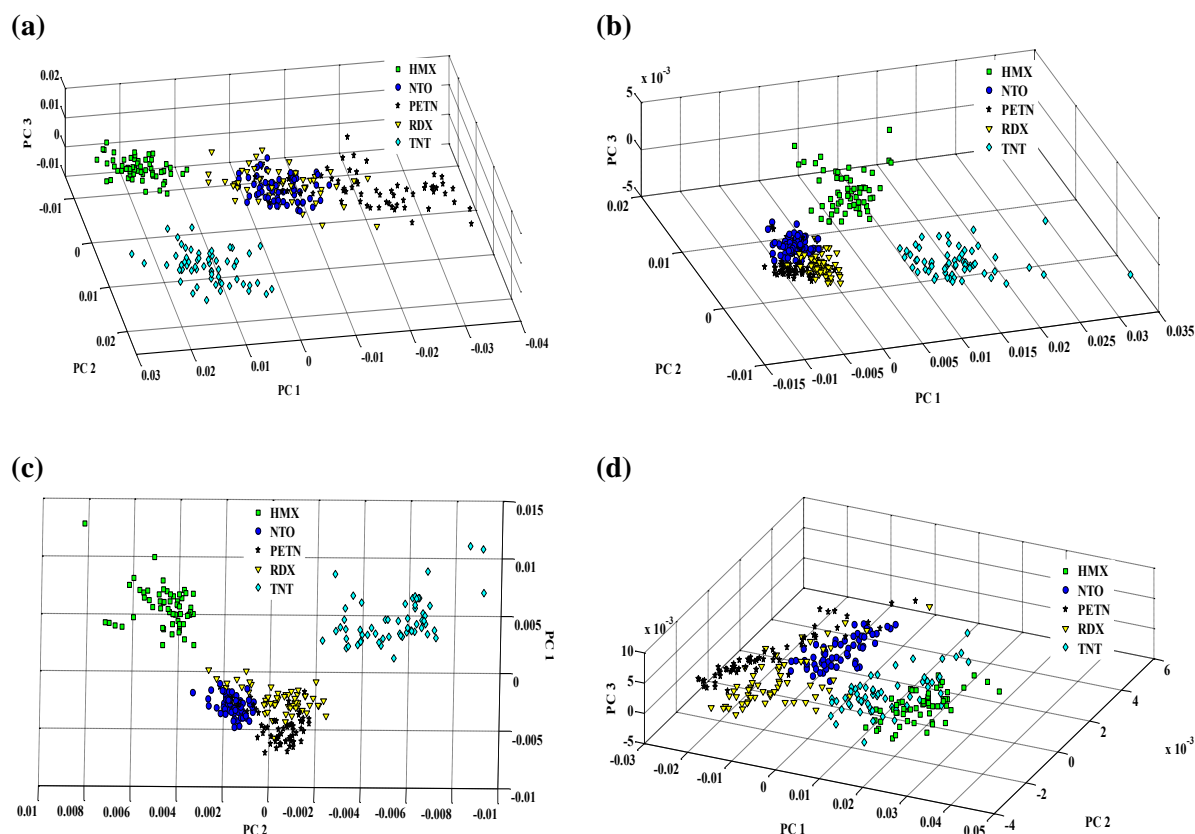 (a)
0.02
0.01
0
-0.01
PC 3
-0.01
0
0.01
0.02
PC 2
0.03
0.02
0.01
0
-0.01
-0.02
-0.03
-0.04
PC 1
HMX
NTO
PETN
RDX
TNT
(b)
x 10⁻³
5
0
-5
PC 3
0.02
0.01
0
-0.01
PC 2
-0.015
-0.01
-0.005
0
0.005
0.01
0.015
0.02
0.025
0.03
0.035
PC 1
HMX
NTO
PETN
RDX
TNT
(c)
HMX
NTO
PETN
RDX
TNT
0.015
0.01
0.005
0
-0.005
-0.01
PC 1
0.01
0.008
0.006
0.004
0.002
0
-0.002
-0.004
-0.006
-0.008
-0.01
PC 2
(d)
HMX
NTO
PETN
RDX
TNT
x 10⁻³
10
5
0
-5
PC 3
-0.03
-0.02
-0.01
0
0.01
0.02
0.03
0.04
0.05
PC 1
6
4
2
0
-2
-4
x 10⁻³
PC 2